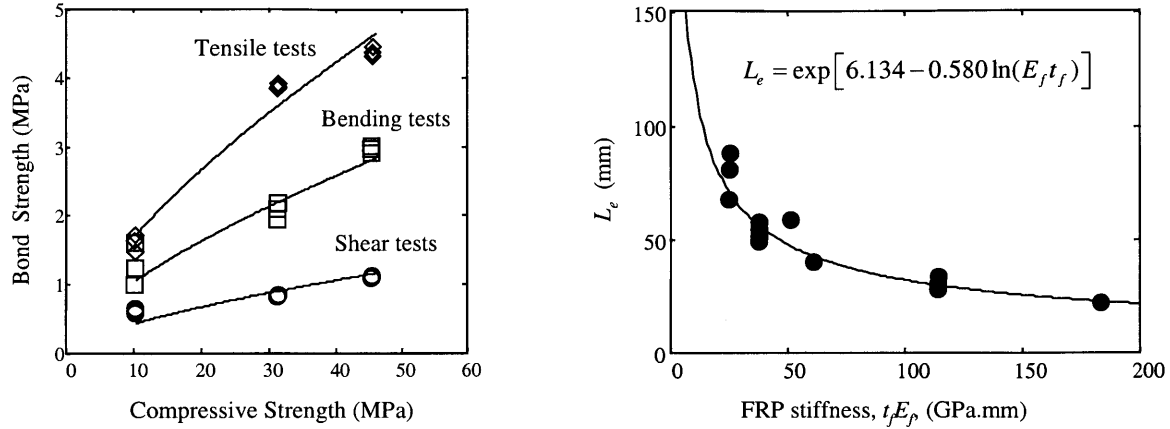 5
4
3
2
1
0
Bond Strength (MPa)
Tensile tests
Bending tests
Shear tests
0 10 20 30 40 50 60
Compressive Strength (MPa)
150
100
50
0
L_e (mm)
L_e = exp[6.134 − 0.580 ln(E_f t_f)]
0 50 100 150 200
FRP stiffness, t_f E_f, (GPa.mm)